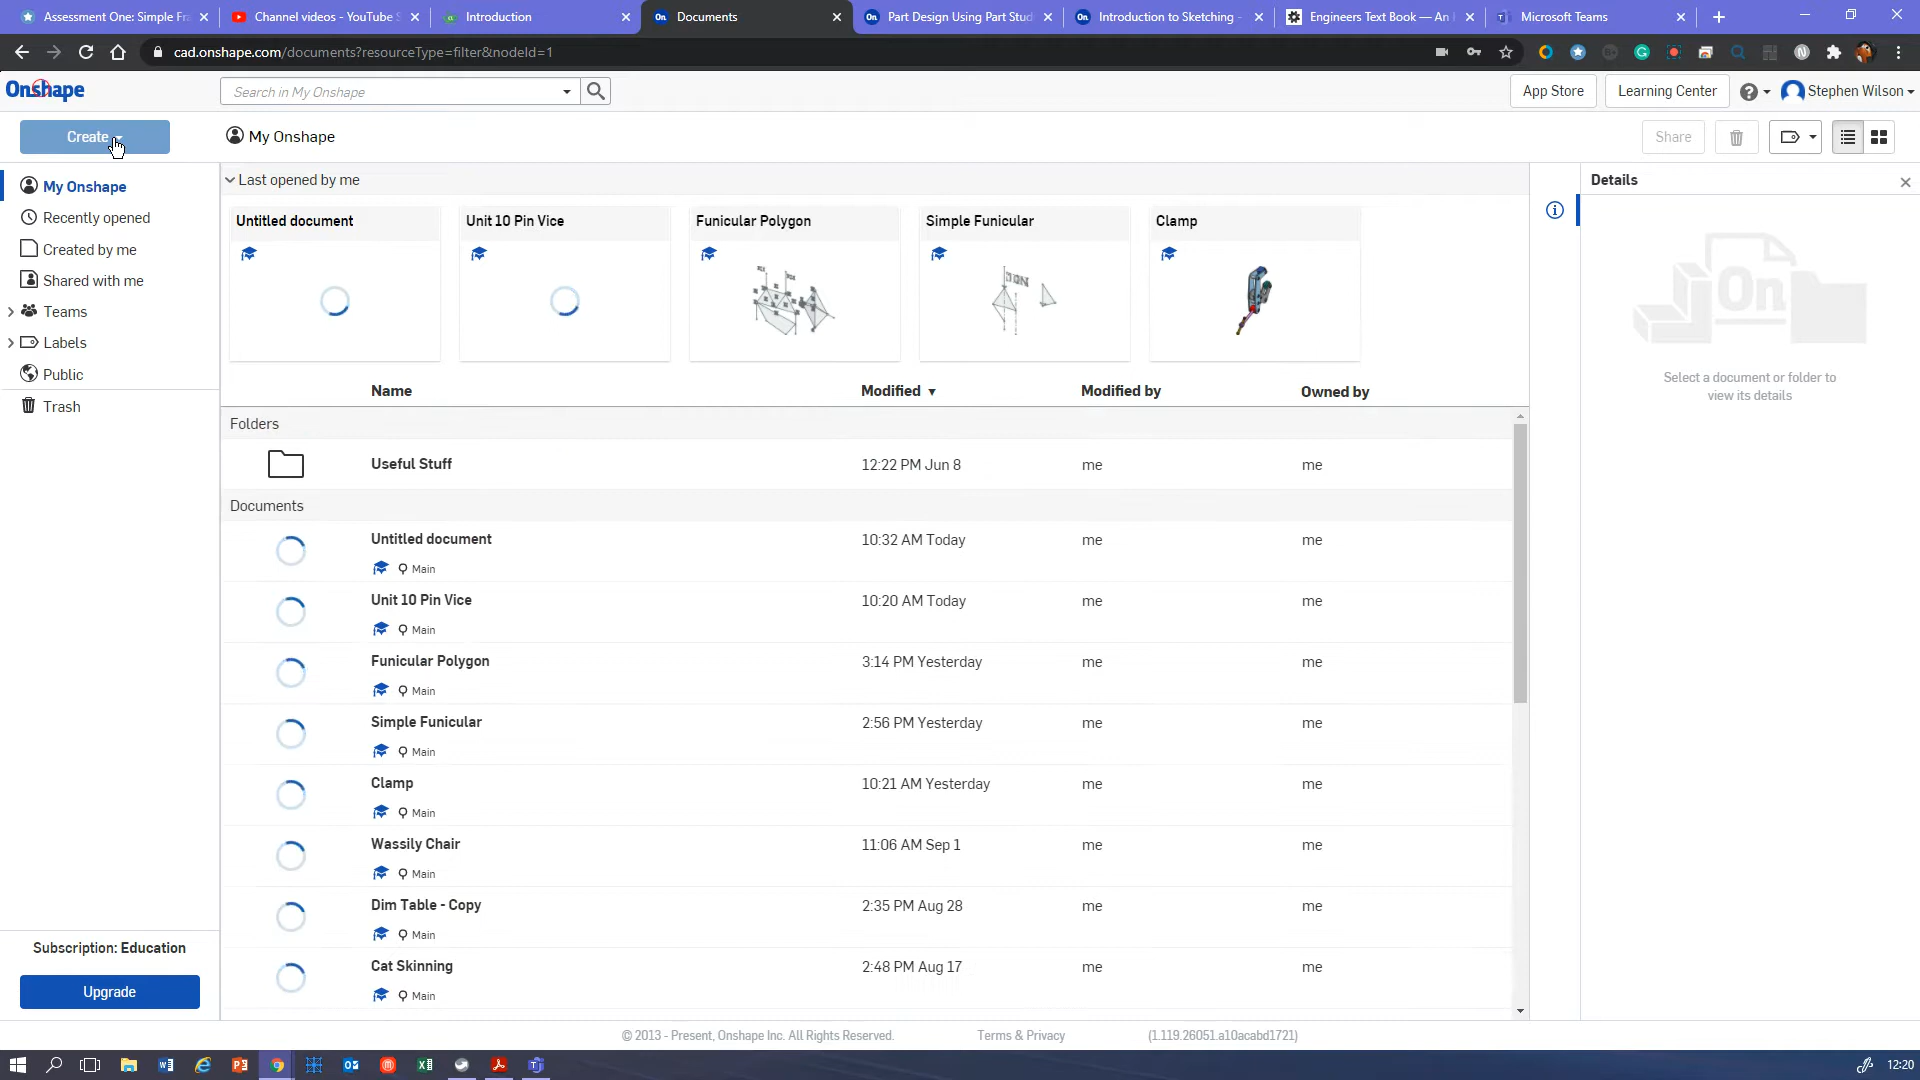 Assessment One: Simple Fra
Channel videos - YouTube S
Introduction
Documents
Part Design Using Part Stud
Introduction to Sketching -
Engineers Text Book — An I
Microsoft Teams
cad.onshape.com/documents?resourceType=filter&nodeId=1
Onshape
Search in My Onshape
App Store
Learning Center
Stephen Wilson
Create
My Onshape
Share
My Onshape
Recently opened
Created by me
Shared with me
Teams
Labels
Public
Trash
Last opened by me
Untitled document
Unit 10 Pin Vice
Funicular Polygon
Simple Funicular
Clamp
Name Modified Modified by Owned by
Folders
Useful Stuff 12:22 PM Jun 8 me me
Documents
Untitled document 10:32 AM Today me me
Main
Unit 10 Pin Vice 10:20 AM Today me me
Main
Funicular Polygon 3:14 PM Yesterday me me
Main
Simple Funicular 2:56 PM Yesterday me me
Main
Clamp 10:21 AM Yesterday me me
Main
Wassily Chair 11:06 AM Sep 1 me me
Main
Dim Table - Copy 2:35 PM Aug 28 me me
Main
Cat Skinning 2:48 PM Aug 17 me me
Main
Details
On
Select a document or folder to
view its details
Subscription: Education
Upgrade
© 2013 - Present, Onshape Inc. All Rights Reserved.
Terms & Privacy
(1.119.26051.a10acabd1721)
12:20